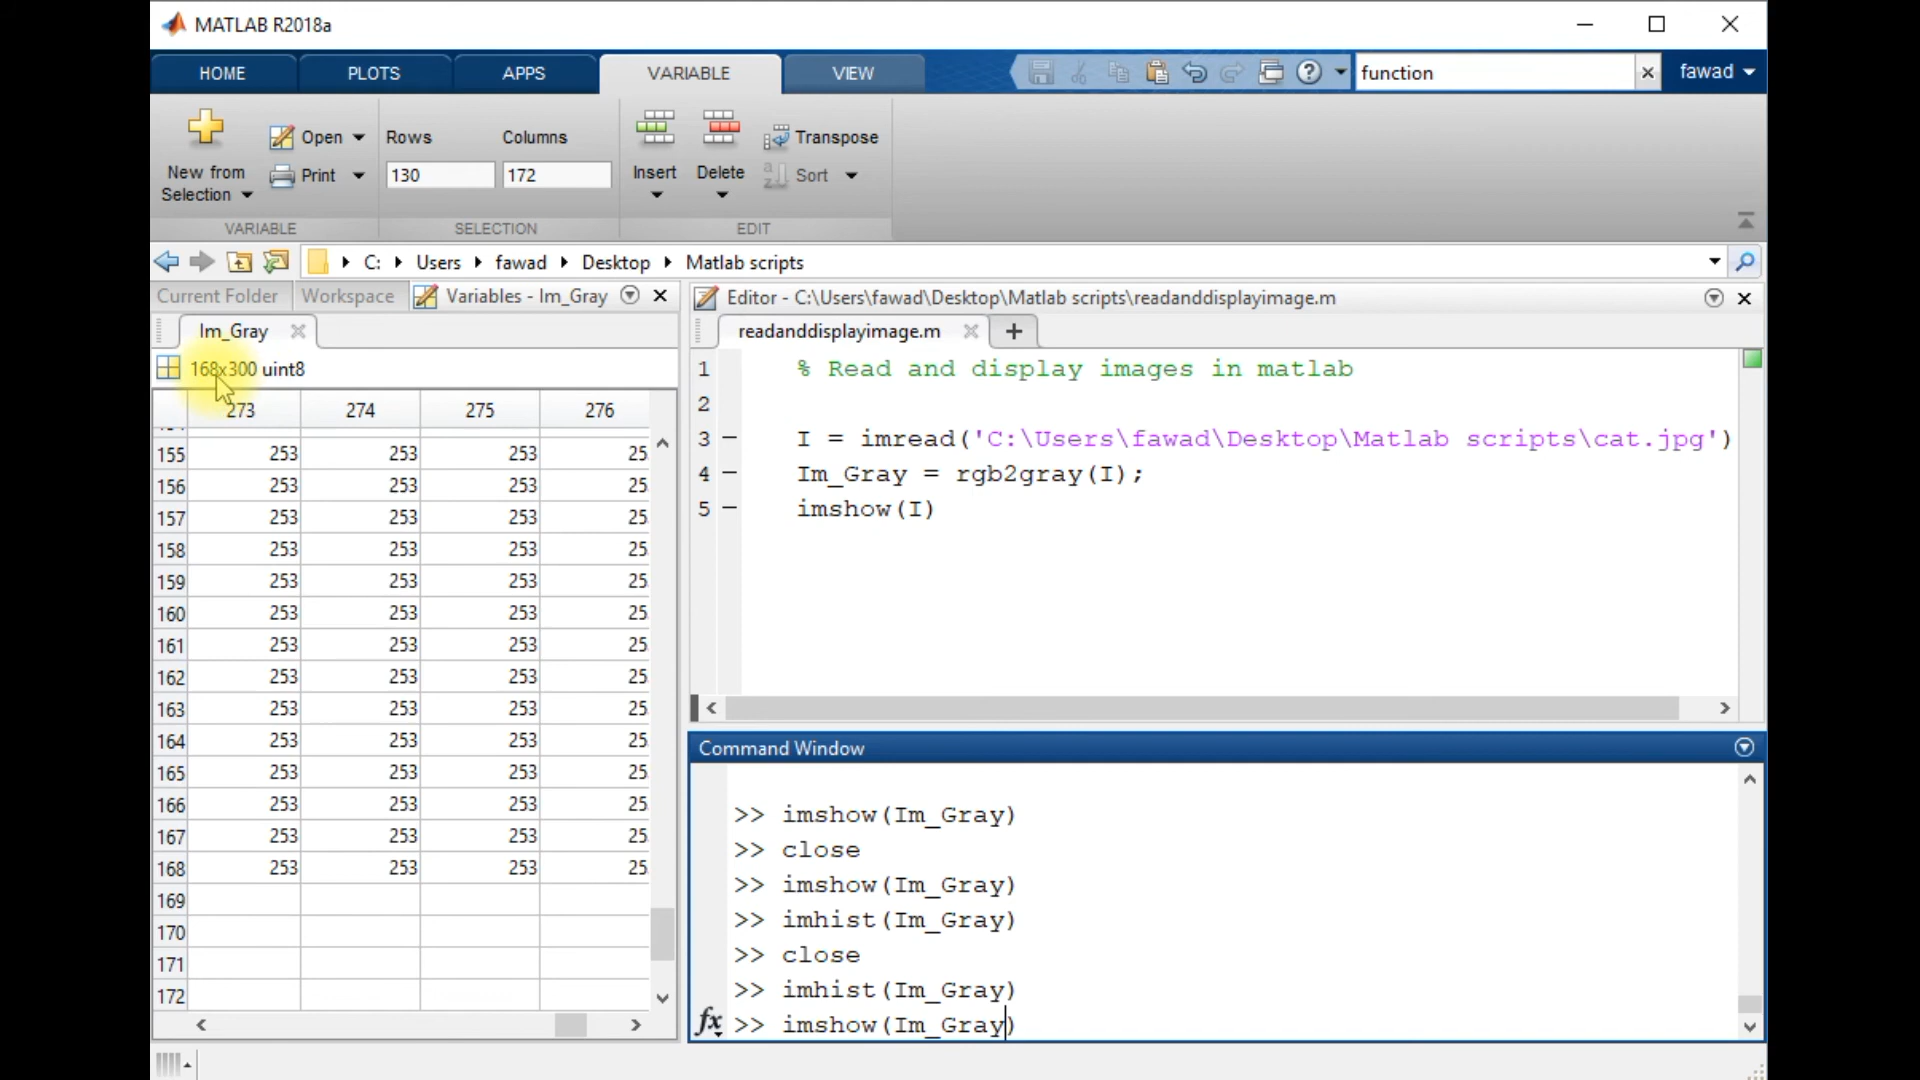 MATLAB R2018a
HOME PLOTS APPS VARIABLE VIEW function fawad
New from Selection Open Print Rows Columns 130 172 Insert Delete Transpose Sort
VARIABLE SELECTION EDIT
C: Users fawad Desktop Matlab scripts
Current Folder Workspace Variables - Im_Gray
Im_Gray
168x300 uint8
273 274 275 276
155 253 253 253
156 253 253 253
157 253 253 253
158 253 253 253
159 253 253 253
160 253 253 253
161 253 253 253
162 253 253 253
163 253 253 253
164 253 253 253
165 253 253 253
166 253 253 253
167 253 253 253
168 253 253 253
169
170
171
172
Editor - C:\Users\fawad\Desktop\Matlab scripts\readanddisplayimage.m
readanddisplayimage.m
1 % Read and display images in matlab
2
3 – I = imread('C:\Users\fawad\Desktop\Matlab scripts\cat.jpg')
4 – Im_Gray = rgb2gray(I);
5 – imshow(I)
Command Window
>> imshow(Im_Gray)
>> close
>> imshow(Im_Gray)
>> imhist(Im_Gray)
>> close
>> imhist(Im_Gray)
fx >> imshow(Im_Gray)